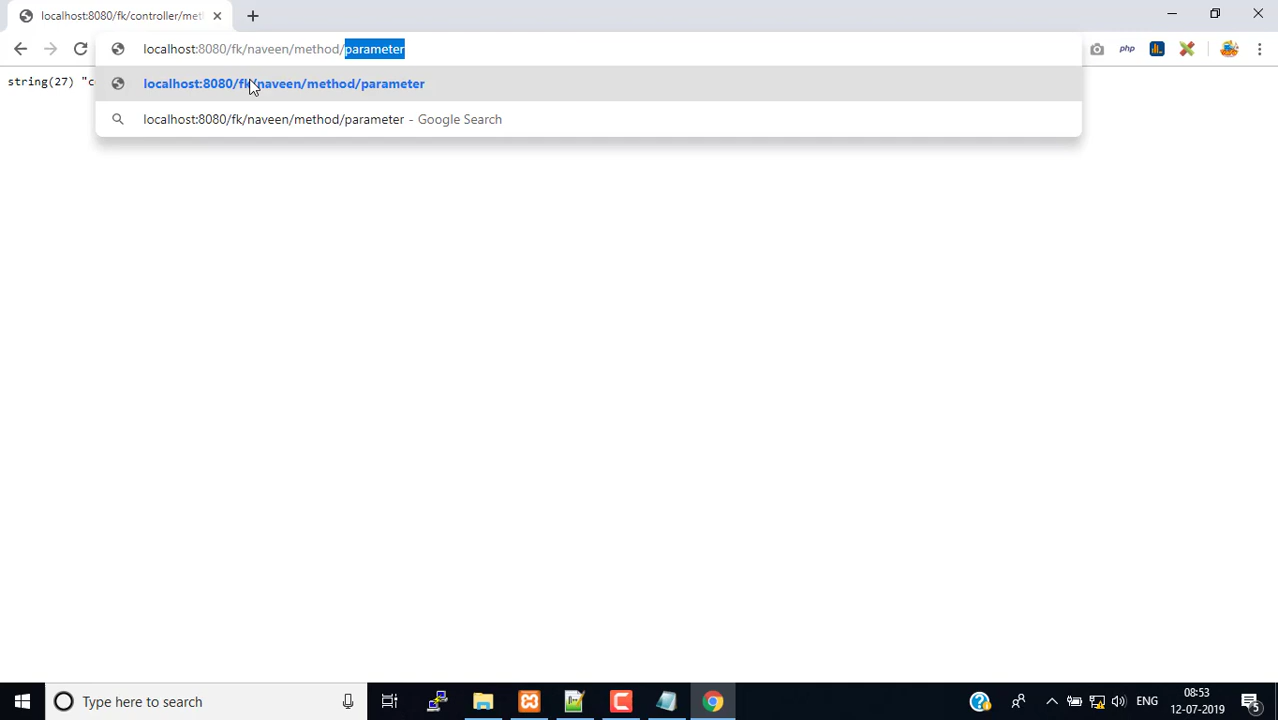 localhost:8080/fk/controller/met
localhost:8080/fk/naveen/method/parameter
php
string(27) "c
localhost:8080/fk/naveen/method/parameter
localhost:8080/fk/naveen/method/parameter - Google Search
Type here to search
ENG
08:53
12-07-2019
5